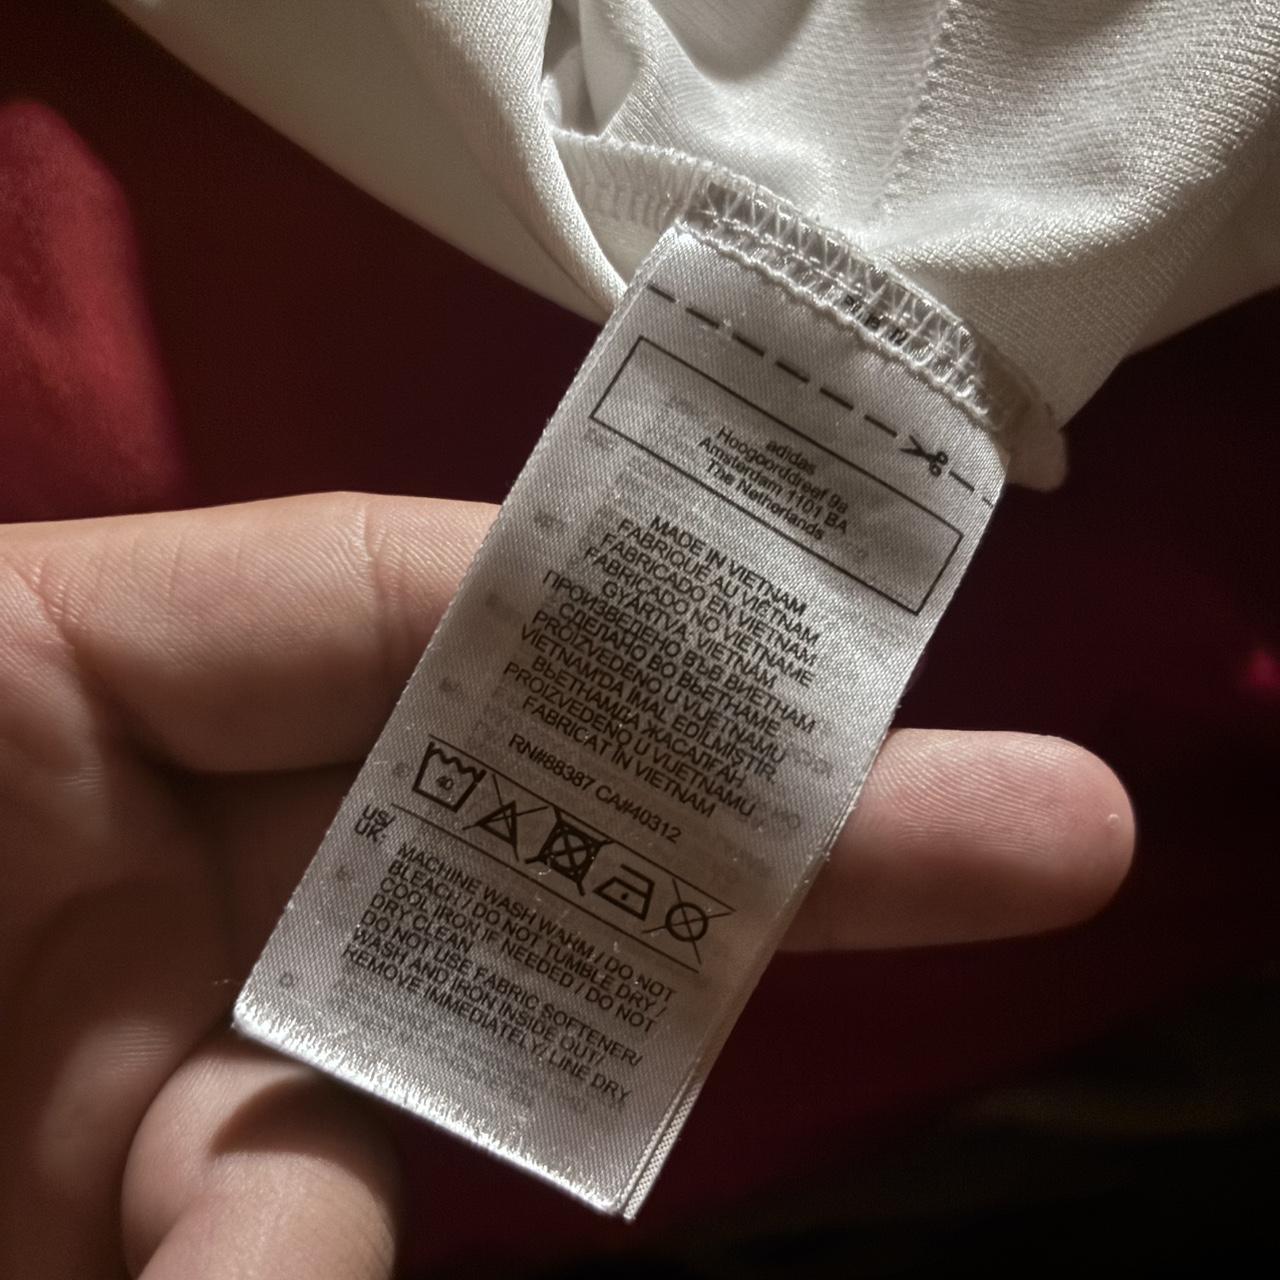 adidas
Hoogoorddreef 9a
Amsterdam 1101 BA
The Netherlands
MADE IN VIETNAM
FABRIQUE AU VIÊTNAM
FABRICADO EN VIETNAM
FABRICADO NO VIETNAM
GYÁRTVA: VIETNAM
ПРОИЗВЕДЕНО ВЪВ ВИЕТНАМ
СДЕЛАНО ВО ВЬЕТНАМЕ
PROIZVEDENO U VIJETNAMU
VIETNAM'DA İMAL EDİLMİŞTİR.
ВЬЕТНАМДА ЖАСАЛҒАН
PROIZVEDENO U VIJETNAMU
FABRICAT ÎN VIETNAM
RN#88387 CA#40312
40
US/
UK
MACHINE WASH WARM / DO NOT
BLEACH / DO NOT TUMBLE DRY /
COOL IRON IF NEEDED / DO NOT
DRY CLEAN
DO NOT USE FABRIC SOFTENER/
WASH AND IRON INSIDE OUT/
REMOVE IMMEDIATELY/ LINE DRY